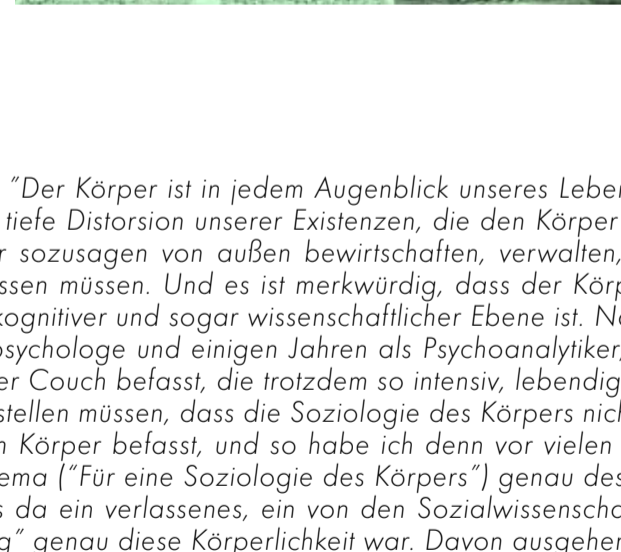 "Der Körper ist in jedem Augenblick unseres Leben
tiefe Distorsion unserer Existenzen, die den Körper
r sozusagen von außen bewirtschaften, verwalten,
ssen müssen. Und es ist merkwürdig, dass der Körp
kognitiver und sogar wissenschaftlicher Ebene ist. Na
psychologe und einigen Jahren als Psychoanalytiker,
er Couch befasst, die trotzdem so intensiv, lebendig
stellen müssen, dass die Soziologie des Körpers nich
n Körper befasst, und so habe ich denn vor vielen
ema ("Für eine Soziologie des Körpers") genau des
s da ein verlassenes, ein von den Sozialwissenscha
g" genau diese Körperlichkeit war. Davon ausgehen